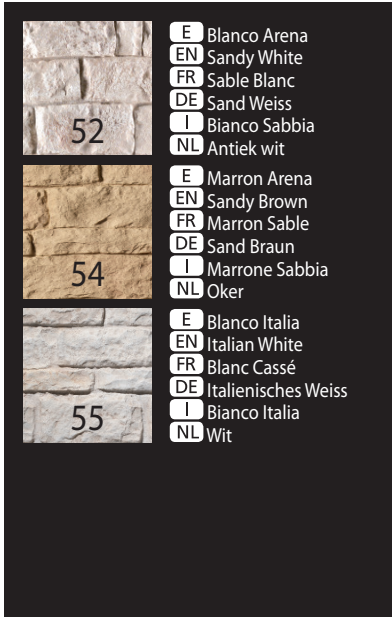 52
E Blanco Arena
EN Sandy White
FR Sable Blanc
DE Sand Weiss
I Bianco Sabbia
NL Antiek wit
54
E Marron Arena
EN Sandy Brown
FR Marron Sable
DE Sand Braun
I Marrone Sabbia
NL Oker
55
E Blanco Italia
EN Italian White
FR Blanc Cassé
DE Italienisches Weiss
I Bianco Italia
NL Wit